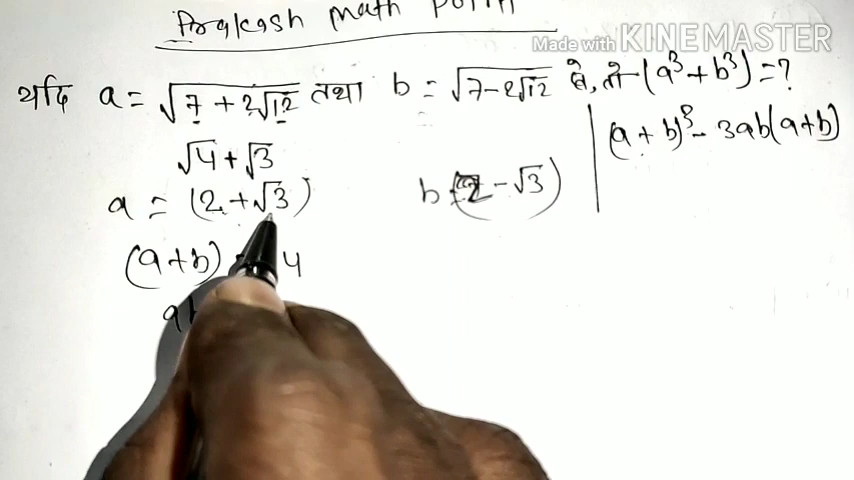 Prakash Math Point
Made with KINEMASTER
यदि a = √7 + 2√12 तथा b = √7 - 2√12 है, तो (a³ + b³) = ?
√4 + √3
(a + b)³ - 3ab(a+b)
a = (2 + √3)
b = (2 - √3)
(a + b) 4